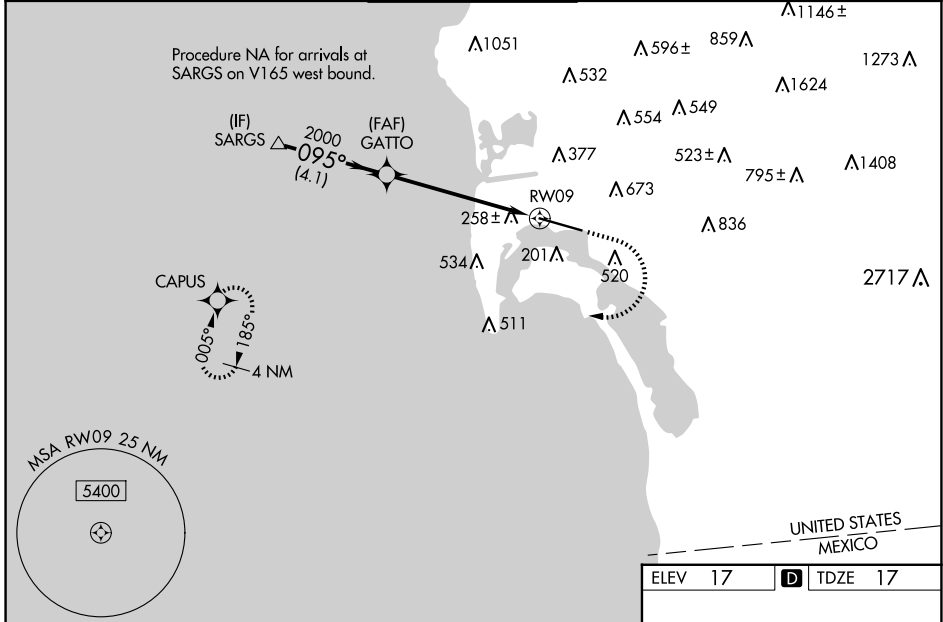 1146±
Procedure NA for arrivals at
SARGS on V165 west bound.
1051
596±
859
1273
532
1624
(IF)
SARGS
2000
095°
(4.1)
(FAF)
GATTO
554
549
377
523±
795±
1408
673
RW09
258±
836
534
201
520
2717
CAPUS
005°
185°
4 NM
511
MSA RW09 25 NM
5400
UNITED STATES
MEXICO
ELEV 17 D TDZE 17